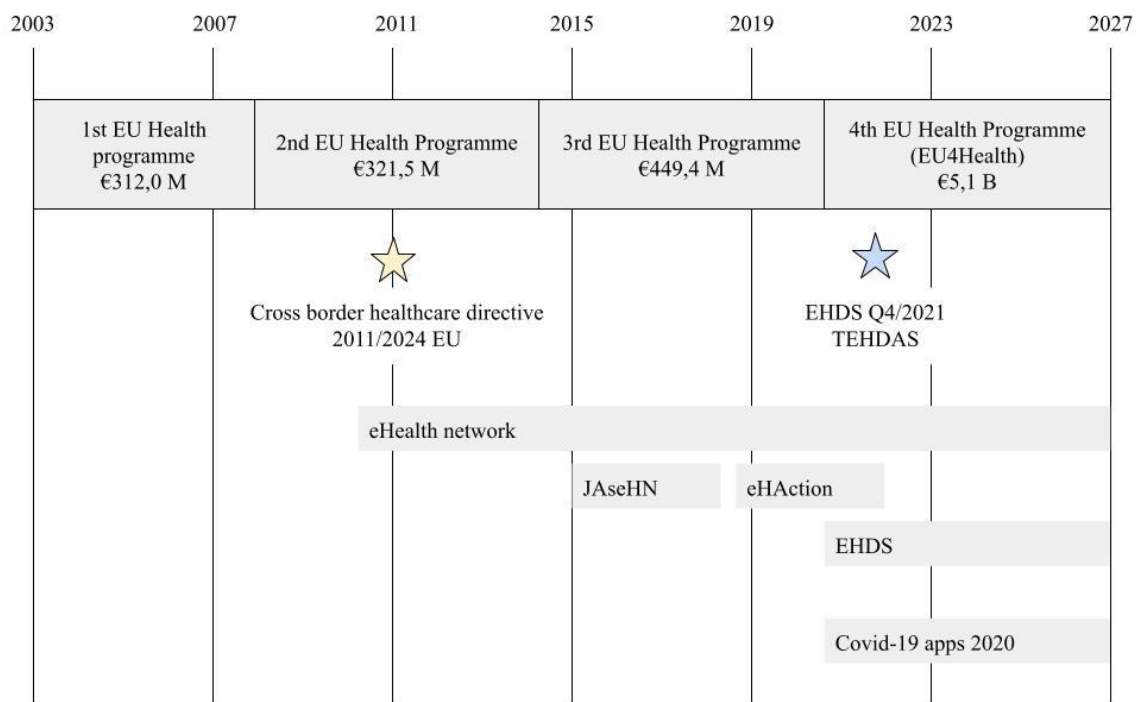 2003 2007 2011 2015 2019 2023 2027
1st EU Health
programme
€312,0 M
2nd EU Health Programme
€321,5 M
3rd EU Health Programme
€449,4 M
4th EU Health Programme
(EU4Health)
€5,1 B
Cross border healthcare directive
2011/2024 EU
EHDS Q4/2021
TEHDAS
eHealth network
JAseHN
eHAction
EHDS
Covid-19 apps 2020